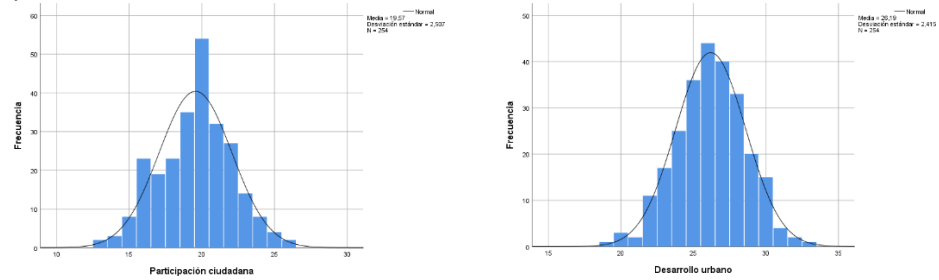 Normal
Media = 19,57
Desviación estándar = 2,507
N = 254
60
50
40
30
20
10
0
Frecuencia
10 15 20 25 30
Participación ciudadana
Normal
Media = 26,19
Desviación estándar = 2,415
N = 254
50
40
30
20
10
0
Frecuencia
15 20 25 30 35
Desarrollo urbano